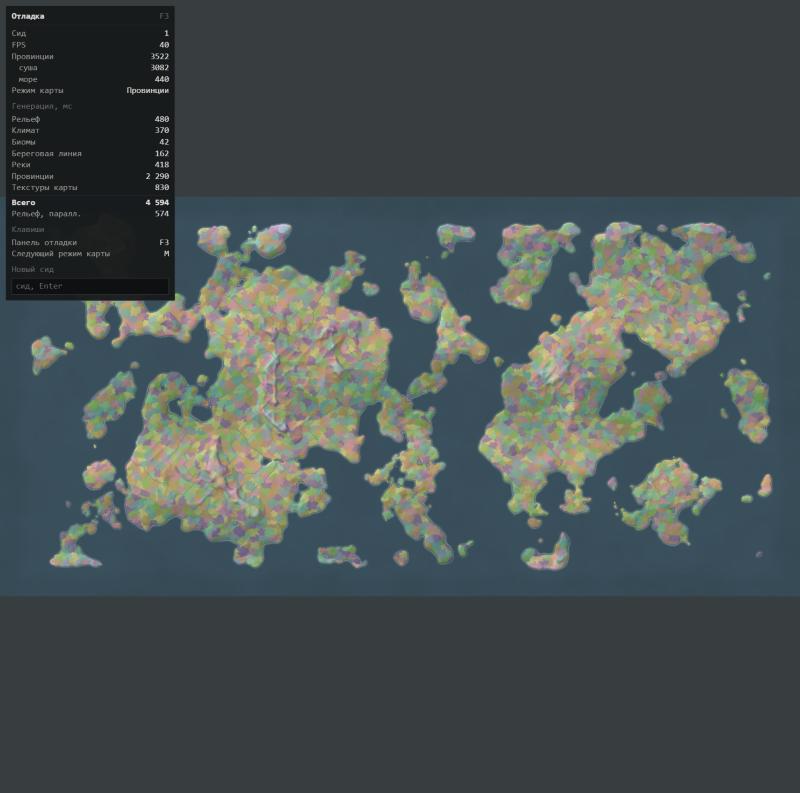 Отладка F3
Сид 1
FPS 40
Провинции 3522
суша 3082
море 440
Режим карты Провинции
Генерация, мс
Рельеф 480
Климат 370
Биомы 42
Береговая линия 162
Реки 418
Провинции 2 290
Текстуры карты 830
Всего 4 594
Рельеф, паралл. 574
Клавиши
Панель отладки F3
Следующий режим карты M
Новый сид
сид, Enter